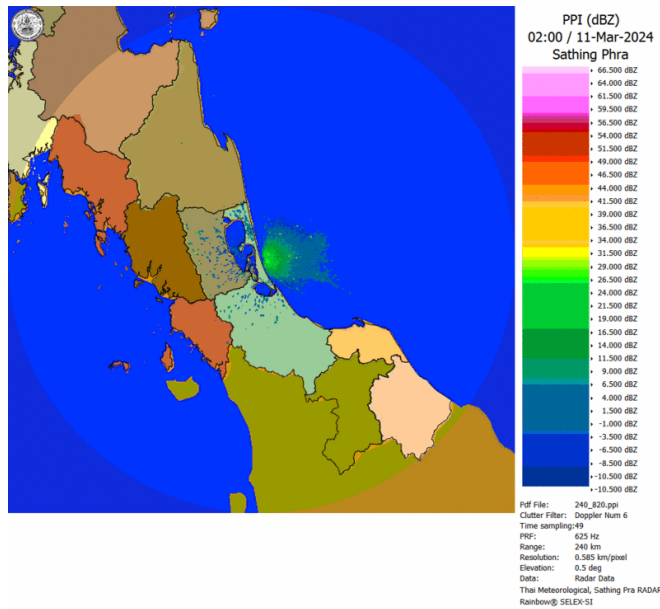 PPI (dBZ)
02:00 / 11-Mar-2024
Sathing Phra
66.500 dBZ
64.000 dBZ
61.500 dBZ
59.500 dBZ
56.500 dBZ
54.000 dBZ
51.500 dBZ
49.000 dBZ
46.500 dBZ
44.000 dBZ
41.500 dBZ
39.000 dBZ
36.500 dBZ
34.000 dBZ
31.500 dBZ
29.000 dBZ
26.500 dBZ
24.000 dBZ
21.500 dBZ
19.000 dBZ
16.500 dBZ
14.000 dBZ
11.500 dBZ
9.000 dBZ
6.500 dBZ
4.000 dBZ
1.500 dBZ
-1.000 dBZ
-3.500 dBZ
-6.500 dBZ
-8.500 dBZ
-10.500 dBZ
-10.500 dBZ
Pdf File: 240_820.ppi
Clutter Filter: Doppler Num 6
Time sampling:49
PRF: 625 Hz
Range: 240 km
Resolution: 0.585 km/pixel
Elevation: 0.5 deg
Data: Radar Data
Thai Meteorological, Sathing Pra RADAR
Rainbow® SELEX-SI